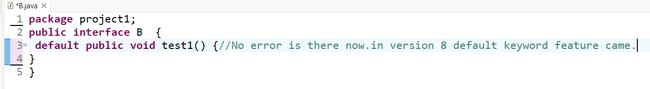 *B.java
1 package project1;
2 public interface B {
3 default public void test1() {//No error is there now.in version 8 default keyword feature came.
4 }
5 }